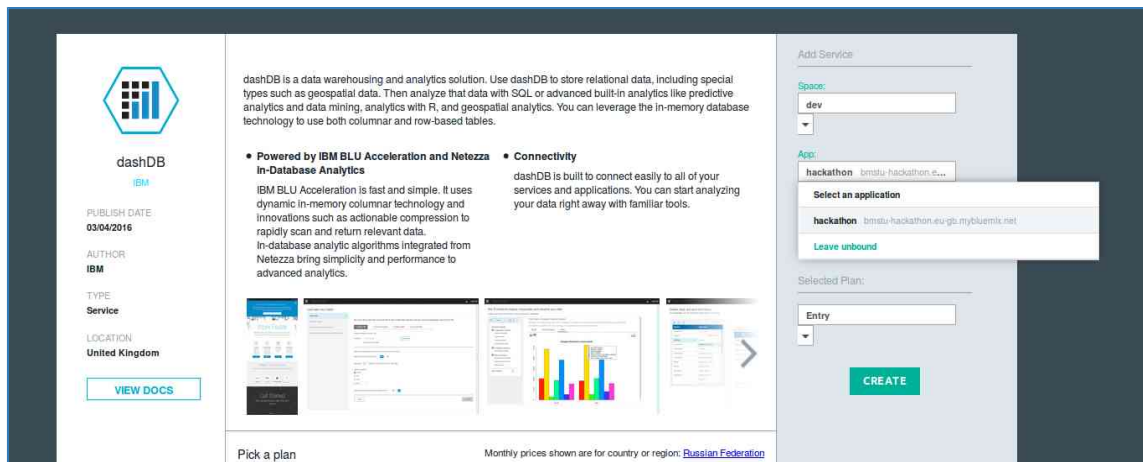 dashDB
IBM
PUBLISH DATE
03/04/2016
AUTHOR
IBM
TYPE
Service
LOCATION
United Kingdom
VIEW DOCS
dashDB is a data warehousing and analytics solution. Use dashDB to store relational data, including special
types such as geospatial data. Then analyze that data with SQL or advanced built-in analytics like predictive
analytics and data mining, analytics with R, and geospatial analytics. You can leverage the in-memory database
technology to use both columnar and row-based tables.
Powered by IBM BLU Acceleration and Netezza
In-Database Analytics
IBM BLU Acceleration is fast and simple. It uses
dynamic in-memory columnar technology and
innovations such as actionable compression to
rapidly scan and return relevant data.
In-database analytic algorithms integrated from
Netezza bring simplicity and performance to
advanced analytics.
Connectivity
dashDB is built to connect easily to all of your
services and applications. You can start analyzing
your data right away with familiar tools.
Pick a plan
Monthly prices shown are for country or region: Russian Federation
Add Service
Space:
dev
App:
hackathon bmstu-hackathon.e...
Select an application
hackathon bmstu-hackathon.eu-gb.mybluemix.net
Leave unbound
Selected Plan:
Entry
CREATE